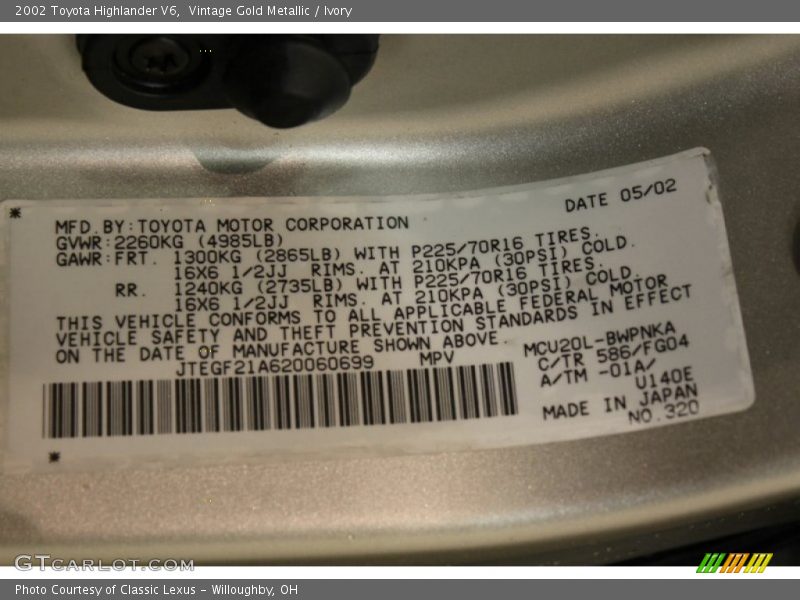 2002 Toyota Highlander V6, Vintage Gold Metallic / Ivory
DATE 05/02
MFD.BY:TOYOTA MOTOR CORPORATION
GVWR:2260KG (4985LB)
GAWR:FRT. 1300KG (2865LB) WITH P225/70R16 TIRES.
16X6 1/2JJ RIMS. AT 210KPA (30PSI) COLD.
RR. 1240KG (2735LB) WITH P225/70R16 TIRES.
16X6 1/2JJ RIMS. AT 210KPA (30PSI) COLD.
THIS VEHICLE CONFORMS TO ALL APPLICABLE FEDERAL MOTOR
VEHICLE SAFETY AND THEFT PREVENTION STANDARDS IN EFFECT
ON THE DATE OF MANUFACTURE SHOWN ABOVE.
JTEGF21A620060699 MPV
MCU20L-BWPNKA
C/TR 586/FG04
A/TM -01A/
U140E
MADE IN JAPAN
NO.320
GTcarlot.com
Photo Courtesy of Classic Lexus - Willoughby, OH